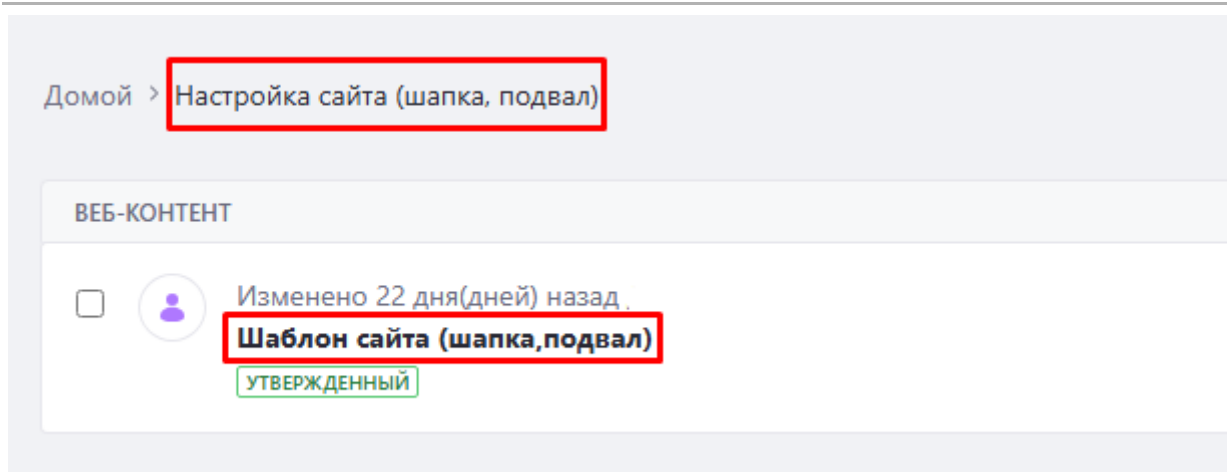 Домой > Настройка сайта (шапка, подвал)
ВЕБ-КОНТЕНТ
Изменено 22 дня(дней) назад
Шаблон сайта (шапка,подвал)
УТВЕРЖДЕННЫЙ